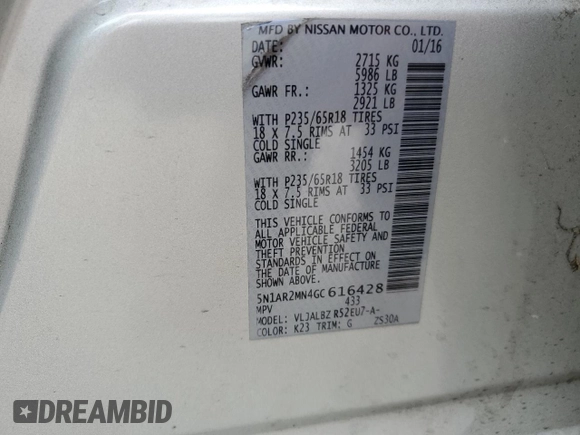 MFD BY NISSAN MOTOR CO., LTD.
DATE: 01/16
GVWR: 2715 KG
5986 LB
GAWR FR.: 1325 KG
2921 LB
WITH P235/65R18 TIRES
18 X 7.5 RIMS AT 33 PSI
COLD SINGLE
GAWR RR.: 1454 KG
3205 LB
WITH P235/65R18 TIRES
18 X 7.5 RIMS AT 33 PSI
COLD SINGLE
THIS VEHICLE CONFORMS TO
ALL APPLICABLE FEDERAL
MOTOR VEHICLE SAFETY AND
THEFT PREVENTION
STANDARDS IN EFFECT ON
THE DATE OF MANUFACTURE
SHOWN ABOVE.
5N1AR2MN4GC616428
MPV 433
MODEL: VLJALBZ R52EU7-A-
COLOR: K23 TRIM: G ZS30A
DREAMBID